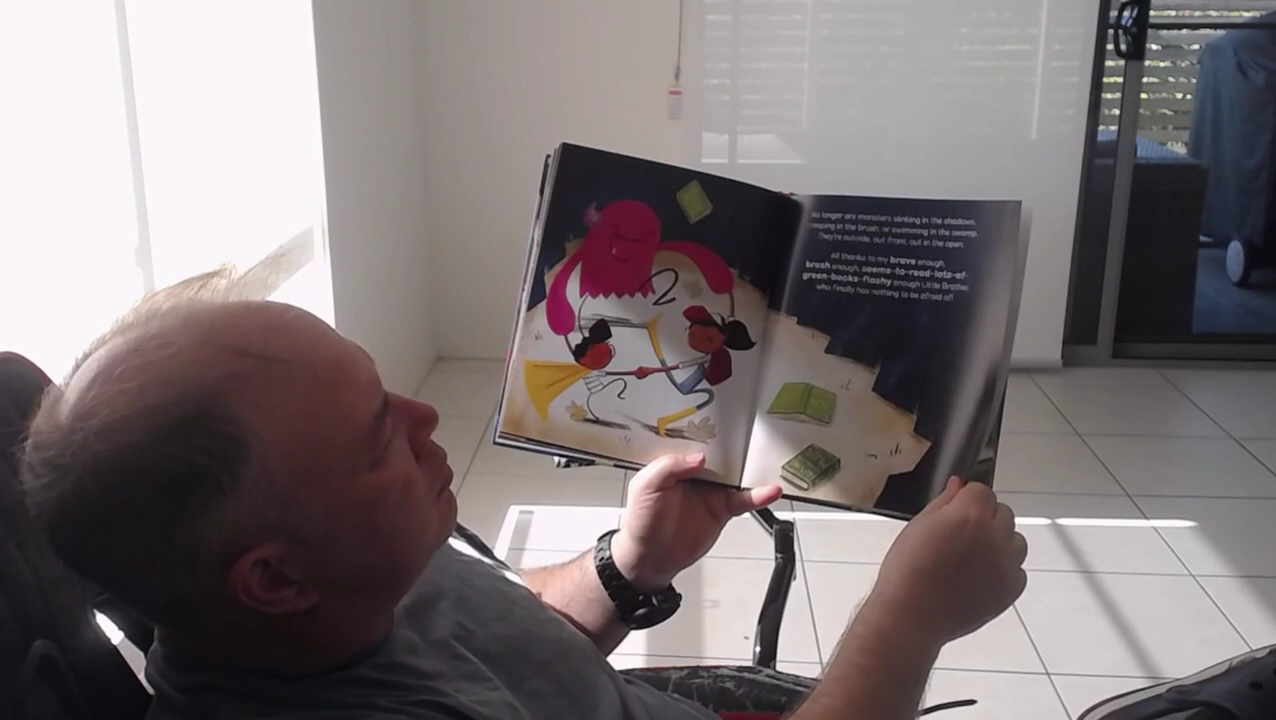 No longer are monsters slinking in the shadows,
creeping in the brush, or swimming in the swamp.
They're outside, out front, out in the open.
All thanks to my brave enough,
brash enough, seems-to-read-lots-of-
green-books-flashy enough Little Brother,
who finally has nothing to be afraid of!